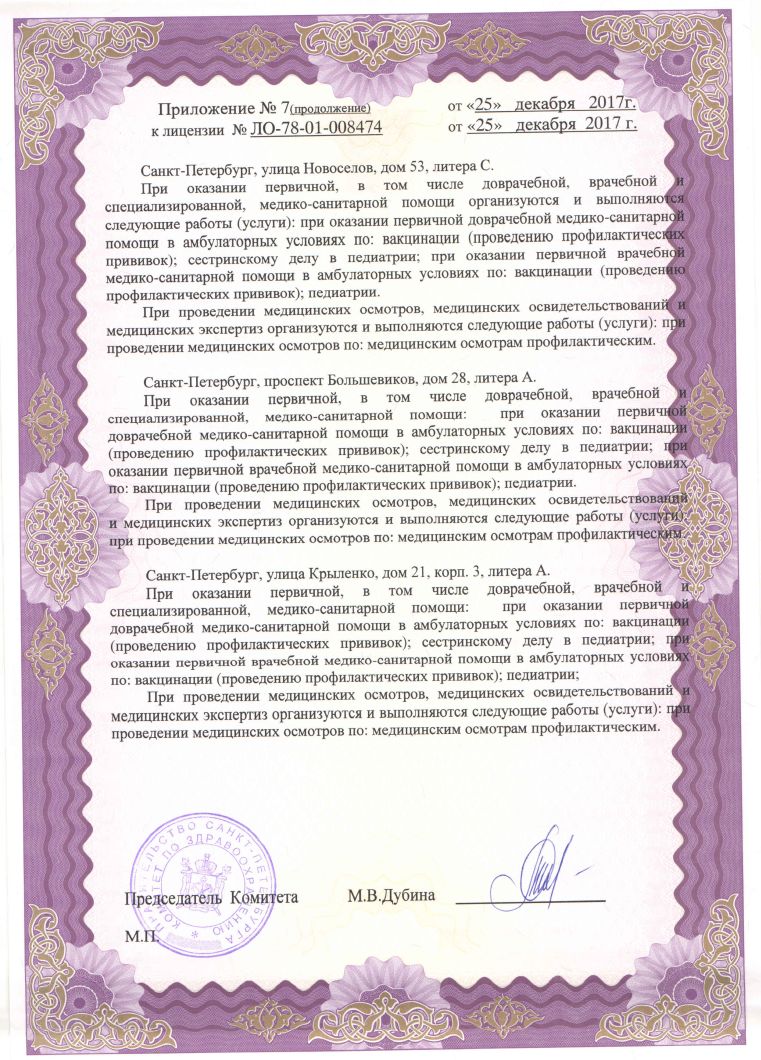 Приложение № 7(продолжение) от «25» декабря 2017г.
к лицензии № ЛО-78-01-008474 от «25» декабря 2017 г.
Санкт-Петербург, улица Новоселов, дом 53, литера С.
При оказании первичной, в том числе доврачебной, врачебной и
специализированной, медико-санитарной помощи организуются и выполняются
следующие работы (услуги): при оказании первичной доврачебной медико-санитарной
помощи в амбулаторных условиях по: вакцинации (проведению профилактических
прививок); сестринскому делу в педиатрии; при оказании первичной врачебной
медико-санитарной помощи в амбулаторных условиях по: вакцинации (проведению
профилактических прививок); педиатрии.
При проведении медицинских осмотров, медицинских освидетельствований и
медицинских экспертиз организуются и выполняются следующие работы (услуги): при
проведении медицинских осмотров по: медицинским осмотрам профилактическим.
Санкт-Петербург, проспект Большевиков, дом 28, литера А.
При оказании первичной, в том числе доврачебной, врачебной и
специализированной, медико-санитарной помощи: при оказании первичной
доврачебной медико-санитарной помощи в амбулаторных условиях по: вакцинации
(проведению профилактических прививок); сестринскому делу в педиатрии; при
оказании первичной врачебной медико-санитарной помощи в амбулаторных условиях
по: вакцинации (проведению профилактических прививок); педиатрии.
При проведении медицинских осмотров, медицинских освидетельствований
и медицинских экспертиз организуются и выполняются следующие работы (услуги):
при проведении медицинских осмотров по: медицинским осмотрам профилактическим.
Санкт-Петербург, улица Крыленко, дом 21, корп. 3, литера А.
При оказании первичной, в том числе доврачебной, врачебной и
специализированной, медико-санитарной помощи: при оказании первичной
доврачебной медико-санитарной помощи в амбулаторных условиях по: вакцинации
(проведению профилактических прививок); сестринскому делу в педиатрии; при
оказании первичной врачебной медико-санитарной помощи в амбулаторных условиях
по: вакцинации (проведению профилактических прививок); педиатрии;
При проведении медицинских осмотров, медицинских освидетельствований и
медицинских экспертиз организуются и выполняются следующие работы (услуги): при
проведении медицинских осмотров по: медицинским осмотрам профилактическим.
ПРАВИТЕЛЬСТВО САНКТ-ПЕТЕРБУРГА
КОМИТЕТ ПО ЗДРАВООХРАНЕНИЮ *
Председатель Комитета М.В.Дубина
М.П.